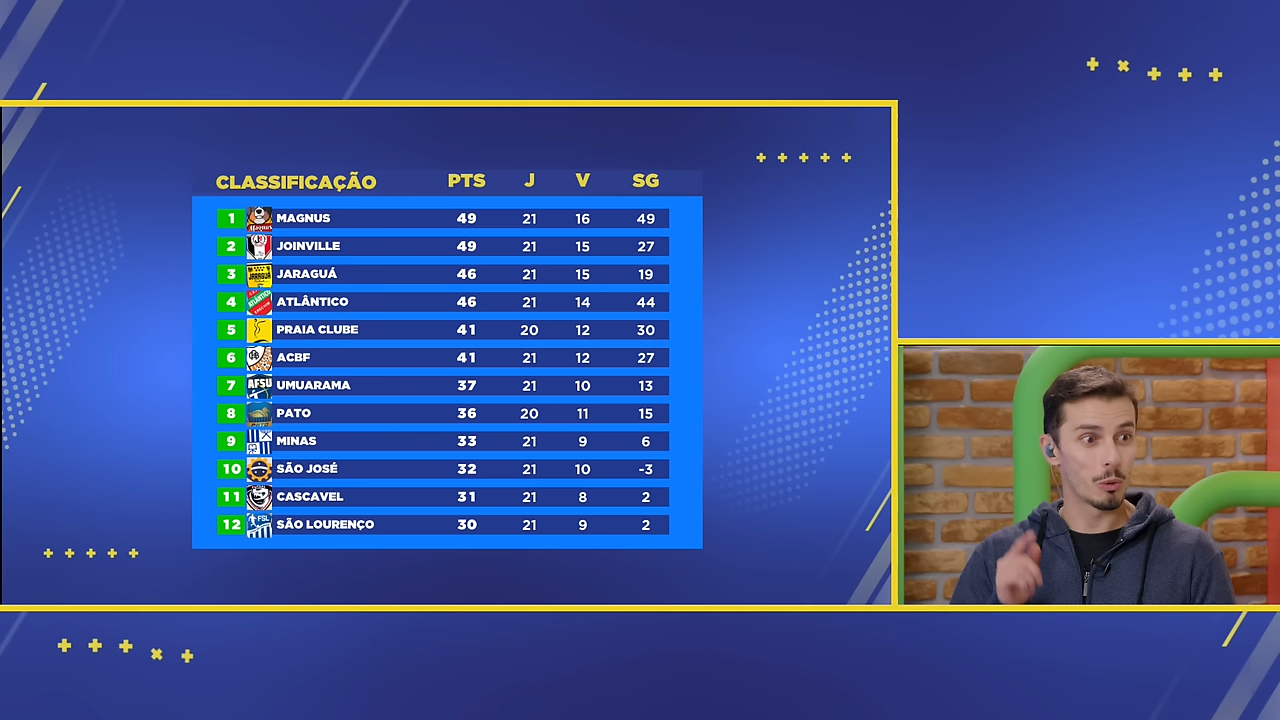 CLASSIFICAÇÃO PTS J V SG
1 MAGNUS 49 21 16 49
2 JOINVILLE 49 21 15 27
3 JARAGUÁ 46 21 15 19
4 ATLÂNTICO 46 21 14 44
5 PRAIA CLUBE 41 20 12 30
6 ACBF 41 21 12 27
7 AFSU UMUARAMA 37 21 10 13
8 PATO 36 20 11 15
9 MINAS 33 21 9 6
10 SÃO JOSÉ 32 21 10 -3
11 CASCAVEL 31 21 8 2
12 FSL SÃO LOURENÇO 30 21 9 2